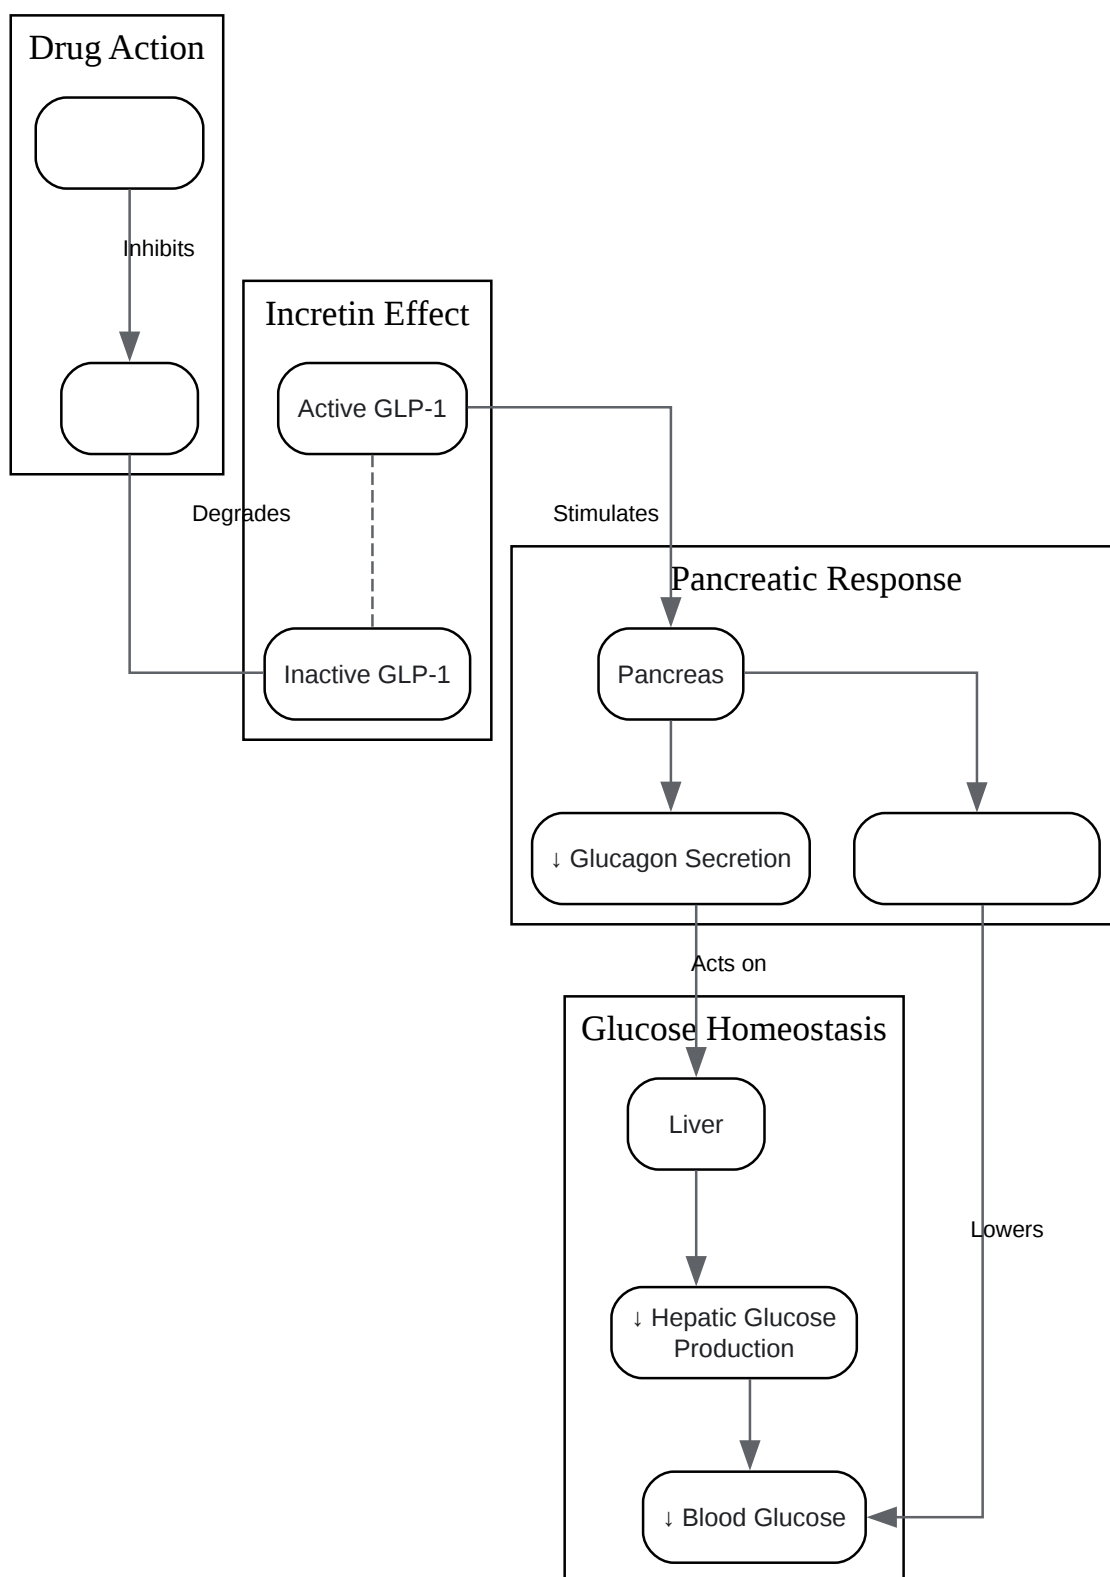 Drug Action
Inhibits
Incretin Effect
Active GLP-1
Degrades
Stimulates
Pancreatic Response
Inactive GLP-1
Pancreas
↓ Glucagon Secretion
Acts on
Glucose Homeostasis
Liver
Lowers
↓ Hepatic Glucose
Production
↓ Blood Glucose